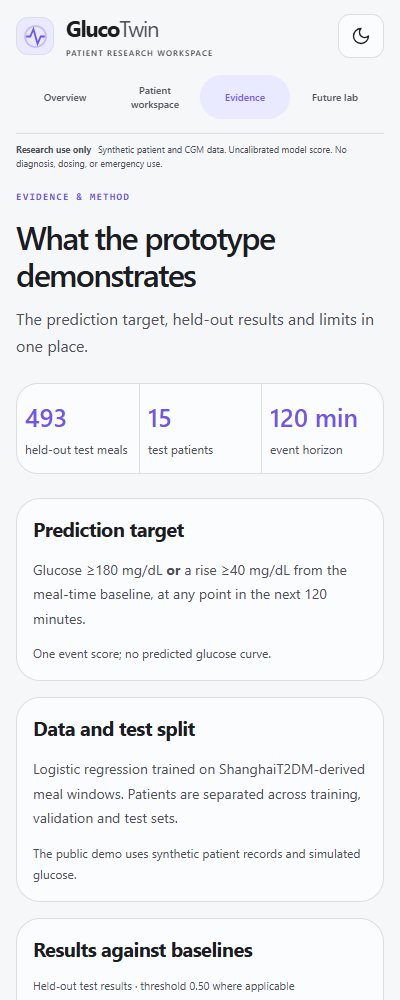 GlucoTwin
PATIENT RESEARCH WORKSPACE
Overview
Patient
workspace
Evidence
Future lab
Research use only Synthetic patient and CGM data. Uncalibrated model score. No
diagnosis, dosing, or emergency use.
EVIDENCE & METHOD
What the prototype
demonstrates
The prediction target, held-out results and limits in
one place.
493
held-out test meals
15
test patients
120 min
event horizon
Prediction target
Glucose ≥180 mg/dL or a rise ≥40 mg/dL from the
meal-time baseline, at any point in the next 120
minutes.
One event score; no predicted glucose curve.
Data and test split
Logistic regression trained on ShanghaiT2DM-derived
meal windows. Patients are separated across training,
validation and test sets.
The public demo uses synthetic patient records and simulated
glucose.
Results against baselines
Held-out test results · threshold 0.50 where applicable